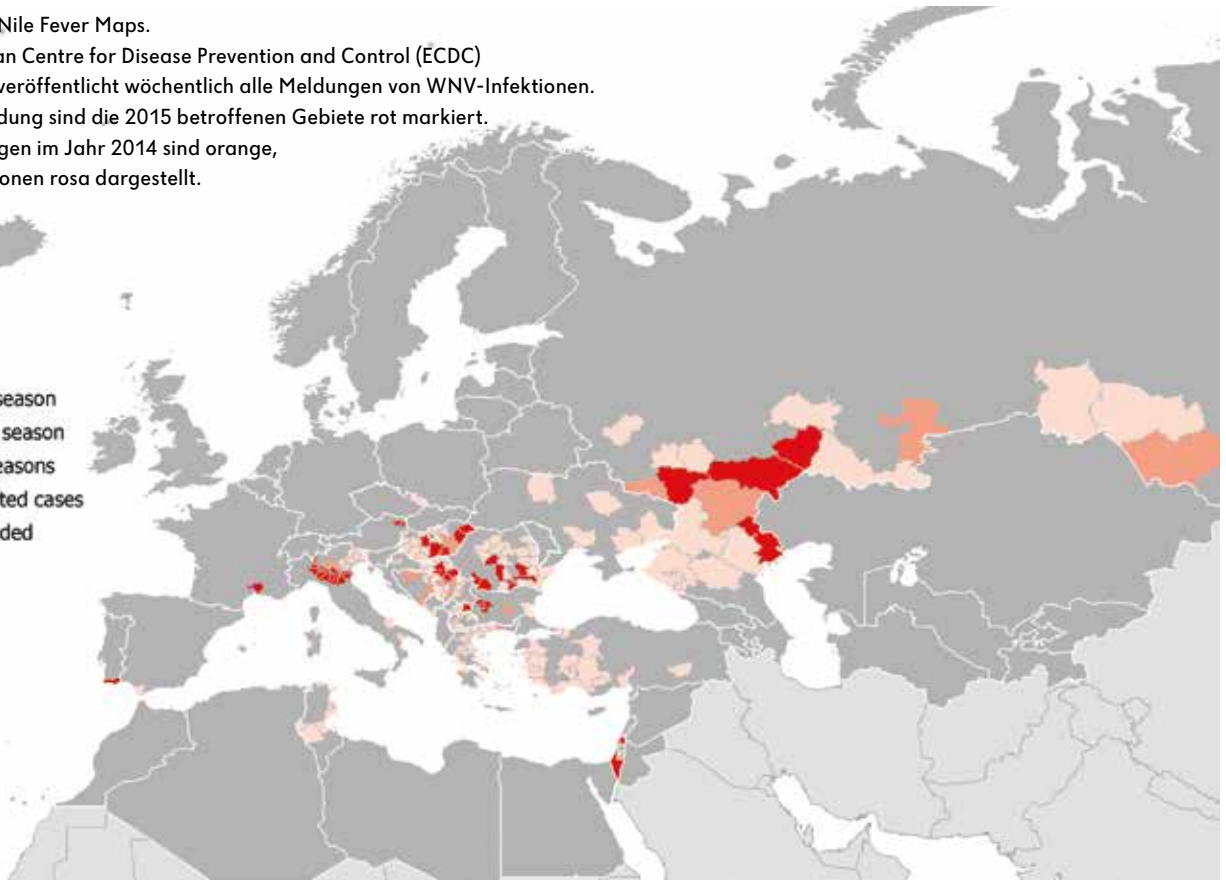 Nile Fever Maps.
an Centre for Disease Prevention and Control (ECDC)
veröffentlicht wöchentlich alle Meldungen von WNV-Infektionen.
dung sind die 2015 betroffenen Gebiete rot markiert.
gen im Jahr 2014 sind orange,
onen rosa dargestellt.
season
season
easons
ted cases
ded